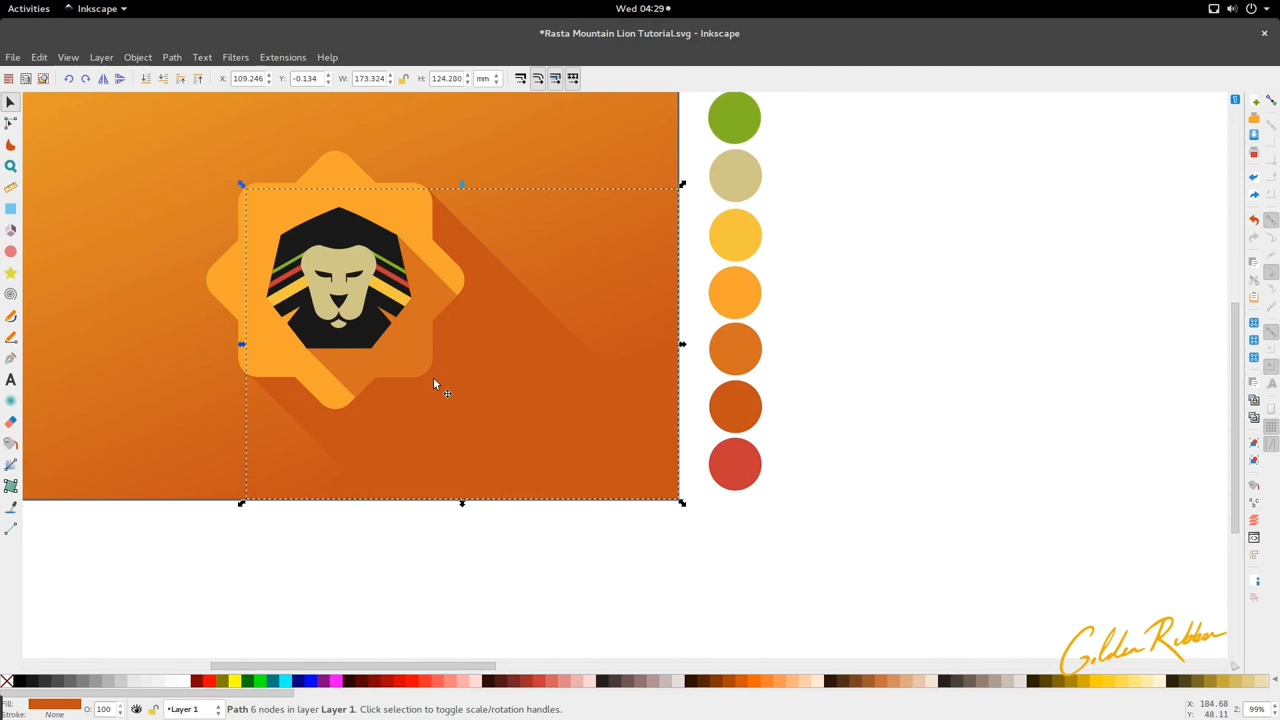 Activities
Inkscape
Wed 04:29
*Rasta Mountain Lion Tutorial.svg - Inkscape
File Edit View Layer Object Path Text Filters Extensions Help
X: 109.246 Y: -0.134 W: 173.324 H: 124.280 mm
Golden Ribbon
Fill:
Stroke: None
O: 100
•Layer 1
Path 6 nodes in layer Layer 1. Click selection to toggle scale/rotation handles.
X: 184.68
Y: 48.11
Z: 99%